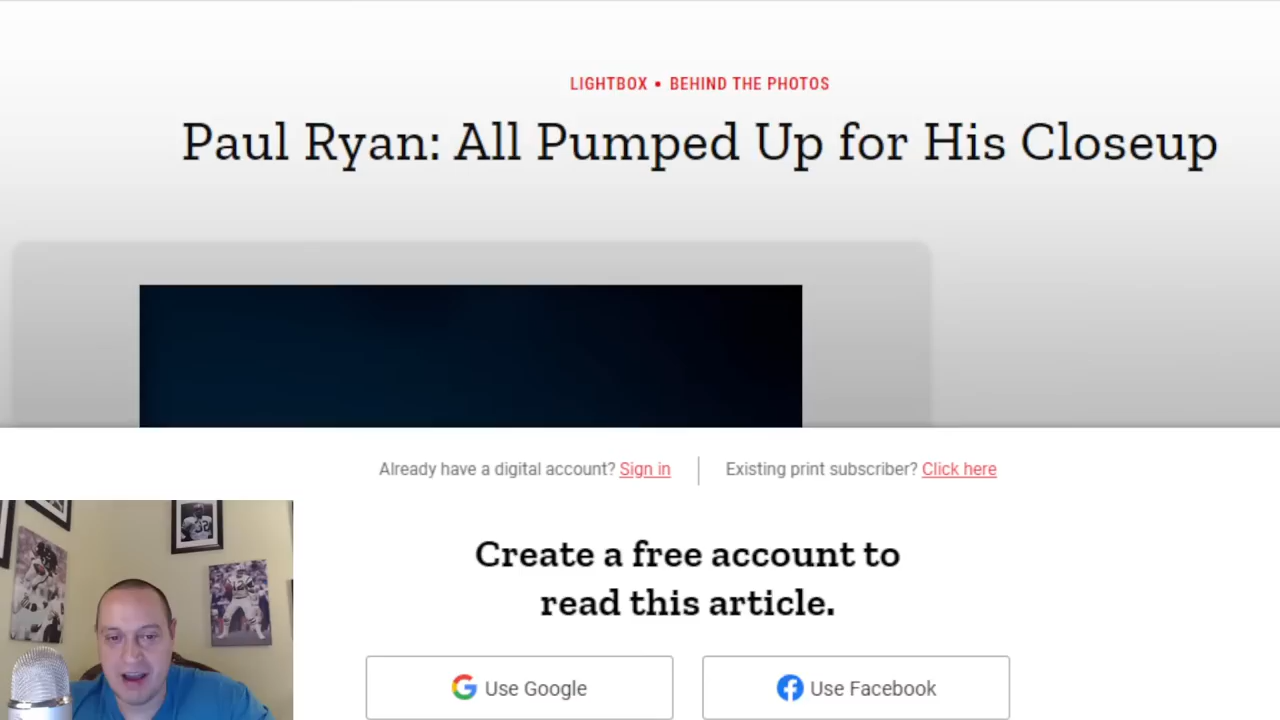 LIGHTBOX • BEHIND THE PHOTOS
Paul Ryan: All Pumped Up for His Closeup
Already have a digital account? Sign in
Existing print subscriber? Click here
Create a free account to
read this article.
Use Google
Use Facebook
32